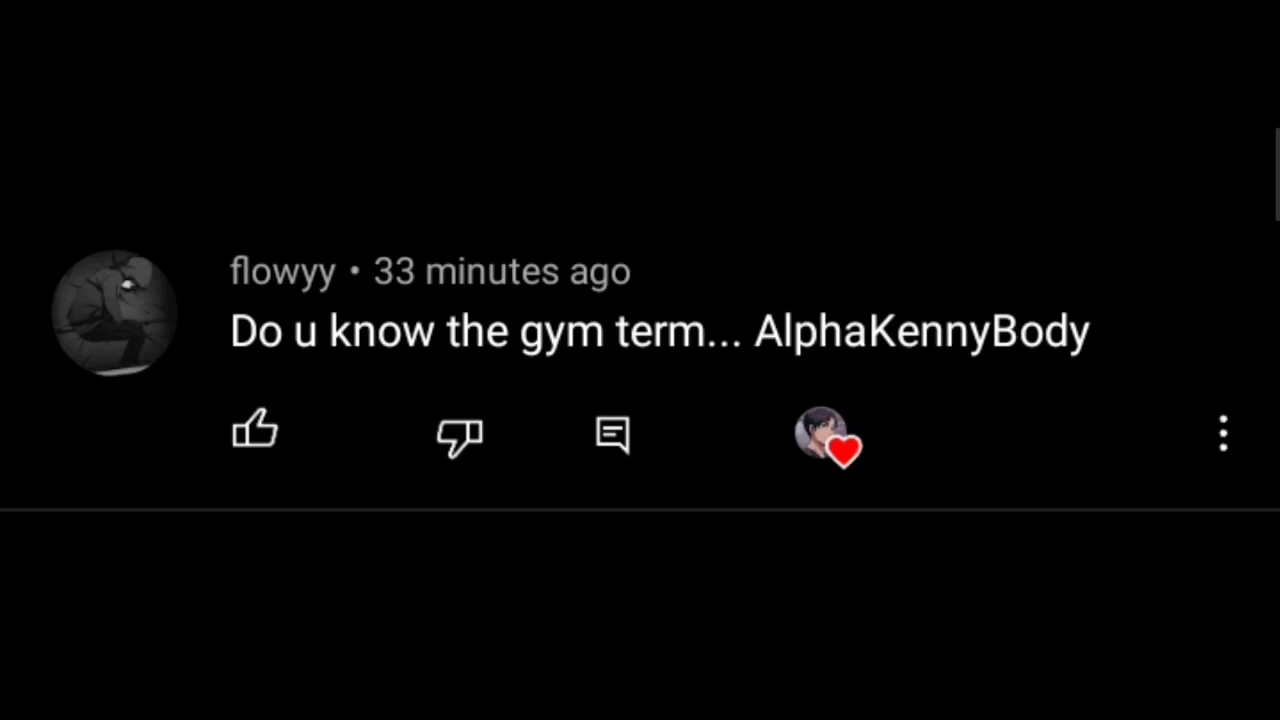 flowyy • 33 minutes ago
Do u know the gym term... AlphaKennyBody